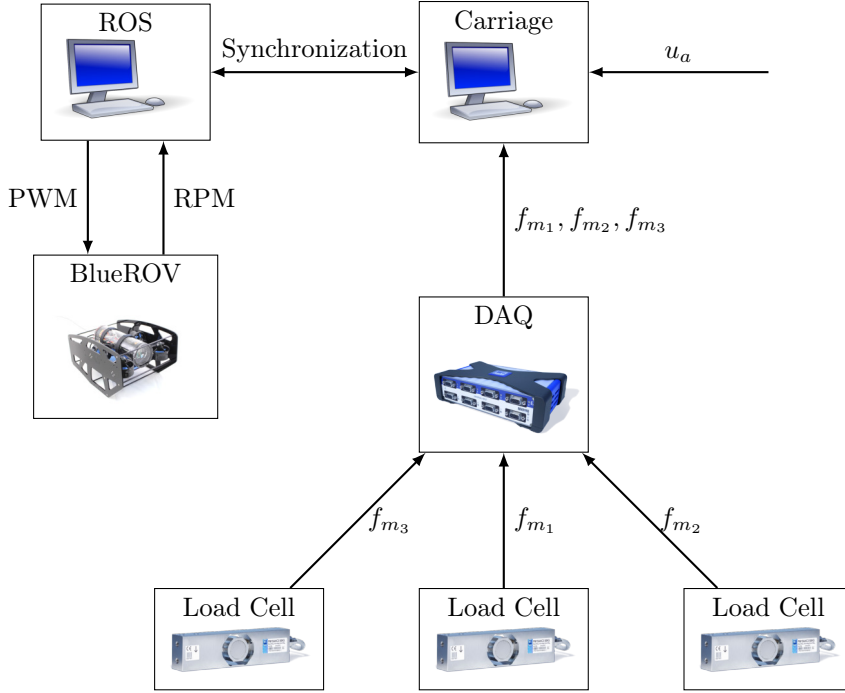 ROS
Carriage
Synchronization
u_a
PWM
RPM
f_{m_1}, f_{m_2}, f_{m_3}
BlueROV
DAQ
f_{m_3}
f_{m_1}
f_{m_2}
Load Cell
Load Cell
Load Cell